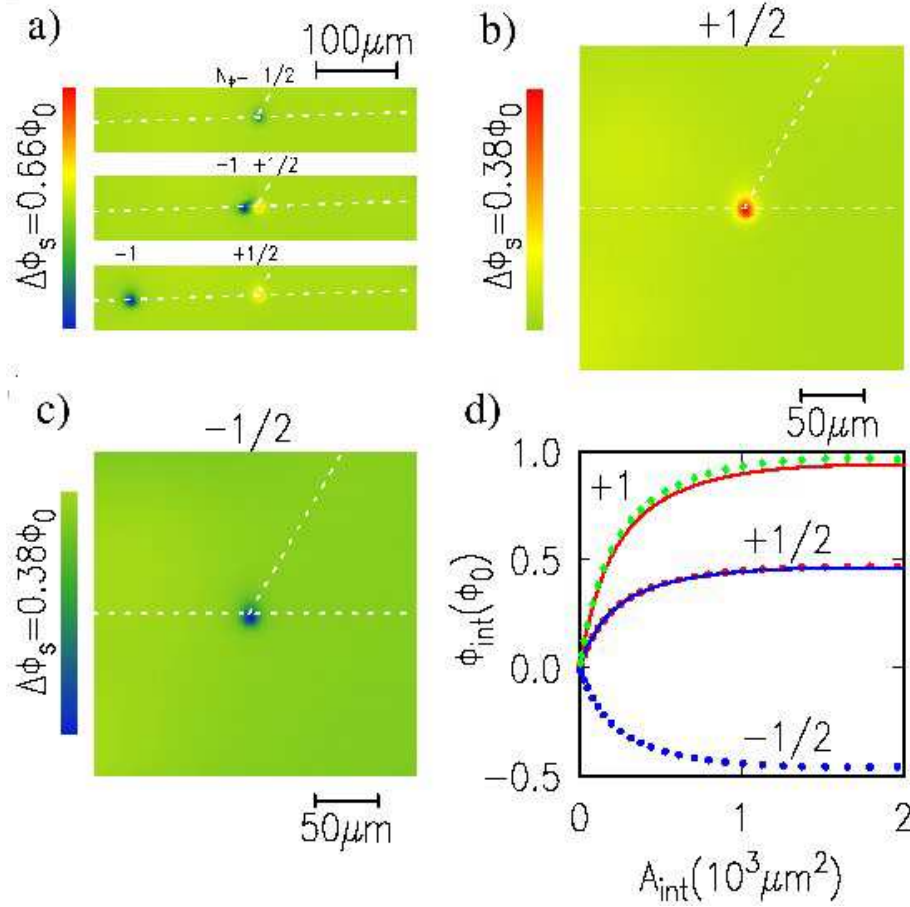 a)
100μm
ΔΦs=0.66Φ0
1/2
-1 +1/2
-1 +1/2
b)
+1/2
ΔΦs=0.38Φ0
50μm
c)
-1/2
ΔΦs=0.38Φ0
50μm
d)
Φint(Φ0)
1.0
0.5
0.0
-0.5
+1
+1/2
-1/2
0 1 2
Aint(10³μm²)